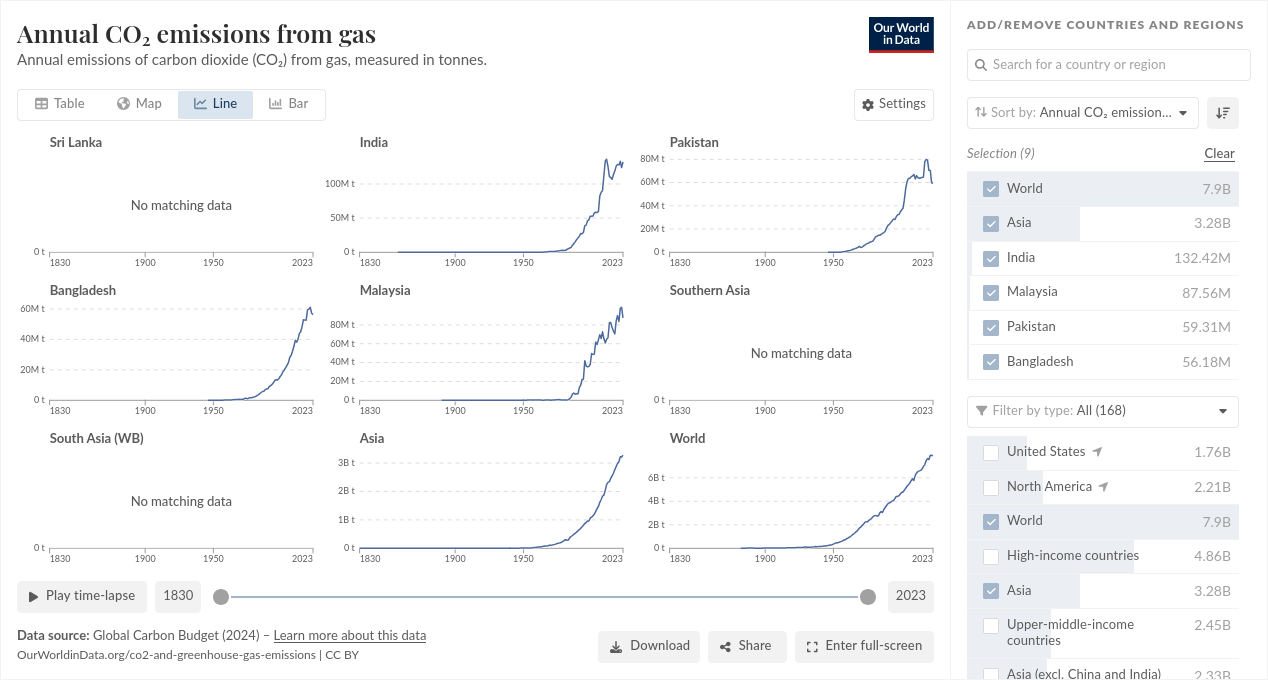 Annual CO₂ emissions from gas
Annual emissions of carbon dioxide (CO₂) from gas, measured in tonnes.
Our World
in Data
Table
Map
Line
Bar
Settings
Sri Lanka
No matching data
0 t
1830
1900
1950
2023
India
100M t
50M t
0 t
1830
1900
1950
2023
Pakistan
80M t
60M t
40M t
20M t
0 t
1830
1900
1950
2023
Bangladesh
60M t
40M t
20M t
0 t
1830
1900
1950
2023
Malaysia
80M t
60M t
40M t
20M t
0 t
1830
1900
1950
2023
Southern Asia
No matching data
0 t
1830
1900
1950
2023
South Asia (WB)
No matching data
0 t
1830
1900
1950
2023
Asia
3B t
2B t
1B t
0 t
1830
1900
1950
2023
World
6B t
4B t
2B t
0 t
1830
1900
1950
2023
Play time-lapse
1830
2023
Data source: Global Carbon Budget (2024) – Learn more about this data
OurWorldinData.org/co2-and-greenhouse-gas-emissions | CC BY
Download
Share
Enter full-screen
ADD/REMOVE COUNTRIES AND REGIONS
Search for a country or region
Sort by: Annual CO₂ emission...
Selection (9)
Clear
World 7.9B
Asia 3.28B
India 132.42M
Malaysia 87.56M
Pakistan 59.31M
Bangladesh 56.18M
Filter by type: All (168)
United States 1.76B
North America 2.21B
World 7.9B
High-income countries 4.86B
Asia 3.28B
Upper-middle-income 2.45B
countries
Asia (excl. China and India) 2.33B